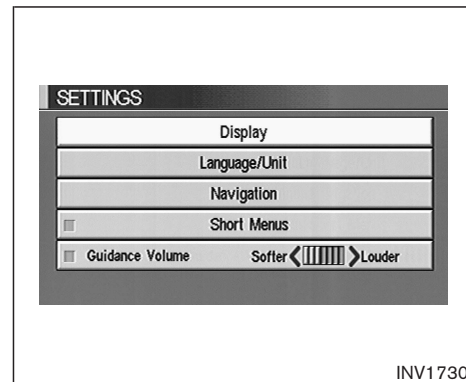 SETTINGS
Display
Language/Unit
Navigation
Short Menus
Guidance Volume Softer Louder
INV1730